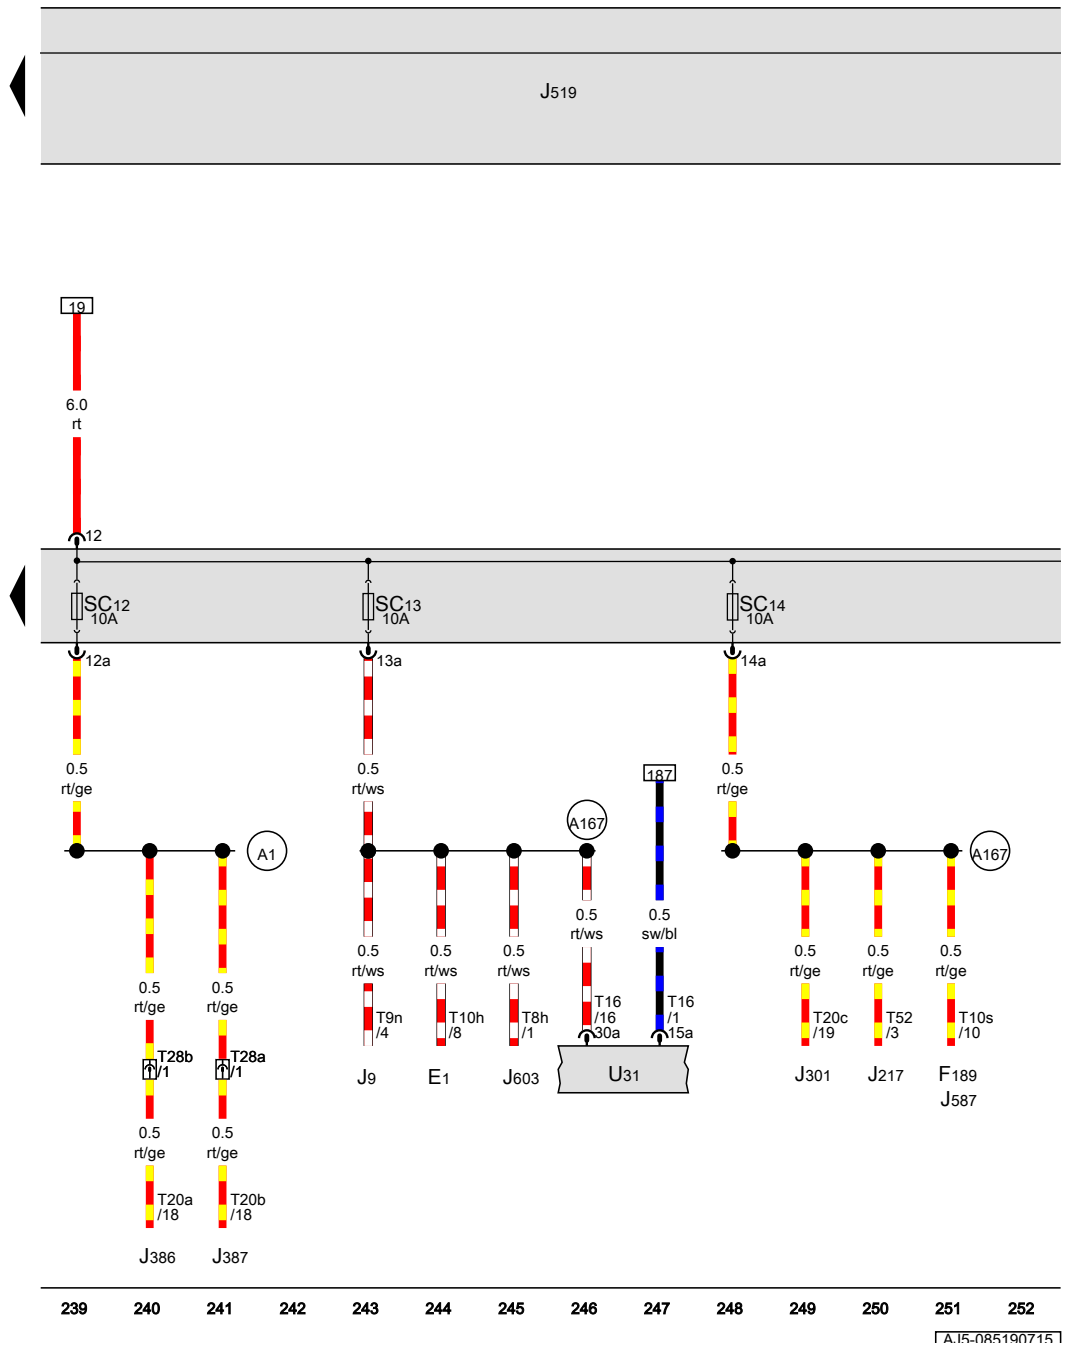 J519
19
6.0
rt
12
SC12
10A
SC13
10A
SC14
10A
12a
13a
14a
0.5
rt/ge
0.5
rt/ws
187
0.5
rt/ge
A1
A167
A167
0.5
rt/ws
0.5
sw/bl
0.5
rt/ws
0.5
rt/ws
0.5
rt/ws
0.5
rt/ge
0.5
rt/ge
0.5
rt/ge
0.5
rt/ge
0.5
rt/ge
T9n
/4
T10h
/8
T8h
/1
T16
/16
30a
T16
/1
15a
T20c
/19
T52
/3
T10s
/10
T28b
/1
T28a
/1
J9
E1
J603
U31
J301
J217
F189
J587
0.5
rt/ge
0.5
rt/ge
T20a
/18
T20b
/18
J386
J387
239 240 241 242 243 244 245 246 247 248 249 250 251 252
AJ5-085190715